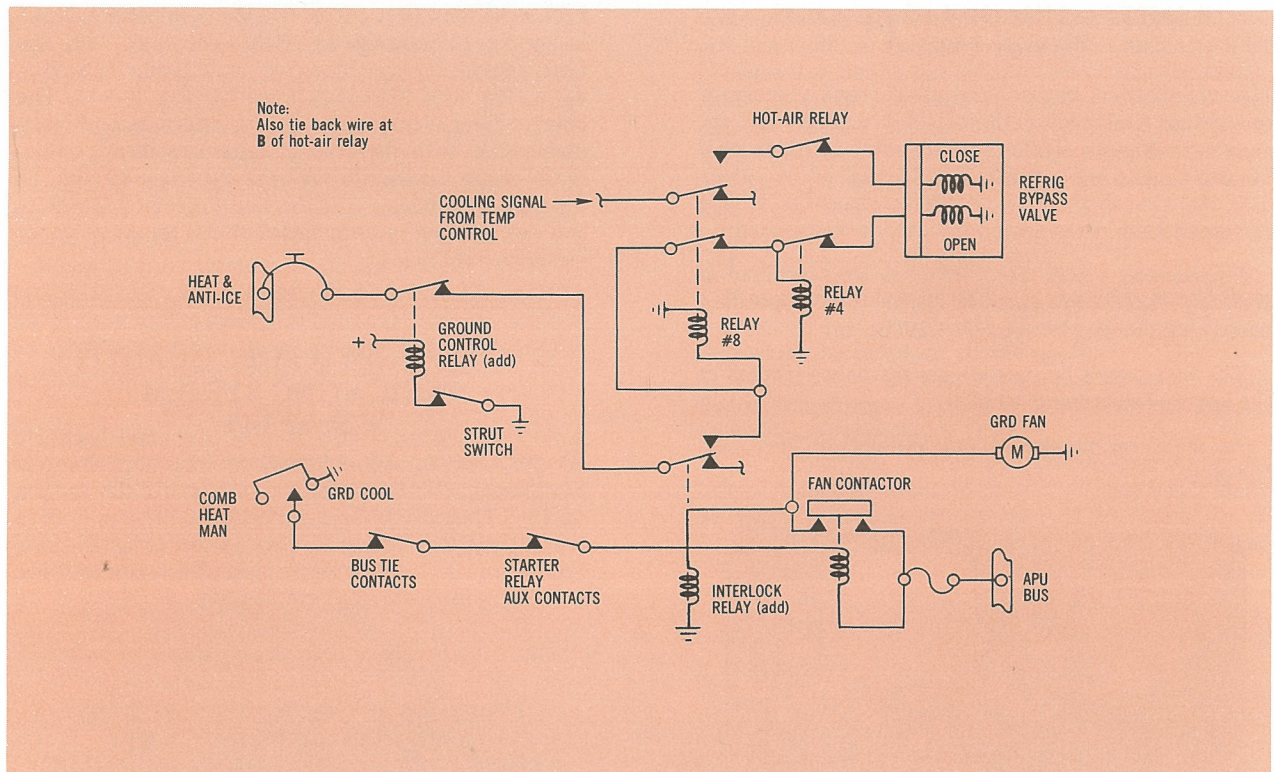 Note:
Also tie back wire at
B of hot-air relay
HOT-AIR RELAY
CLOSE
OPEN
REFRIG
BYPASS
VALVE
COOLING SIGNAL
FROM TEMP
CONTROL
HEAT &
ANTI-ICE
RELAY
#4
RELAY
#8
+
GROUND
CONTROL
RELAY (add)
STRUT
SWITCH
GRD FAN
M
COMB
HEAT
MAN
GRD COOL
FAN CONTACTOR
BUS TIE
CONTACTS
STARTER
RELAY
AUX CONTACTS
INTERLOCK
RELAY (add)
APU
BUS